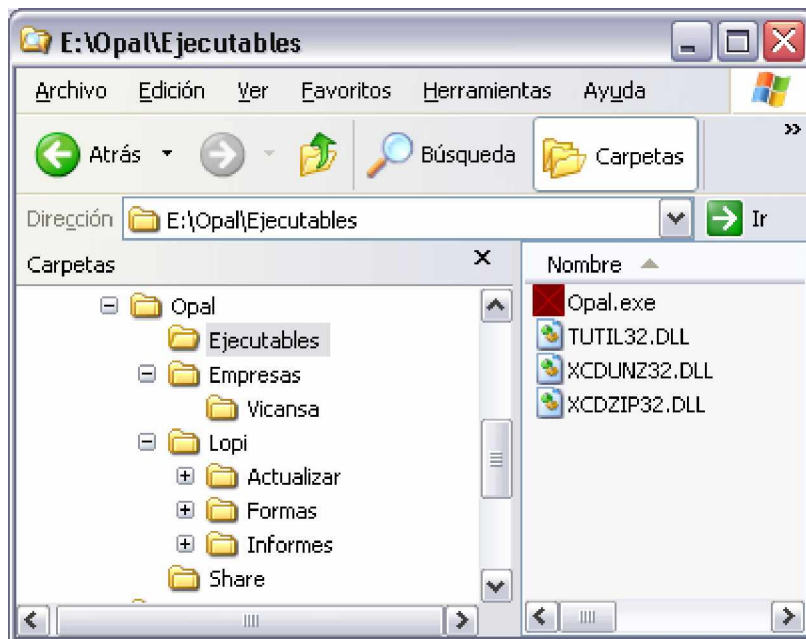 E:\Opal\Ejecutables
Archivo Edición Ver Favoritos Herramientas Ayuda
Atrás Búsqueda Carpetas »
Dirección E:\Opal\Ejecutables Ir
Carpetas x Nombre
Opal
Ejecutables
Empresas
Vicansa
Lopi
Actualizar
Formas
Informes
Share
Opal.exe
TUTIL32.DLL
XCDUNZ32.DLL
XCDZIP32.DLL